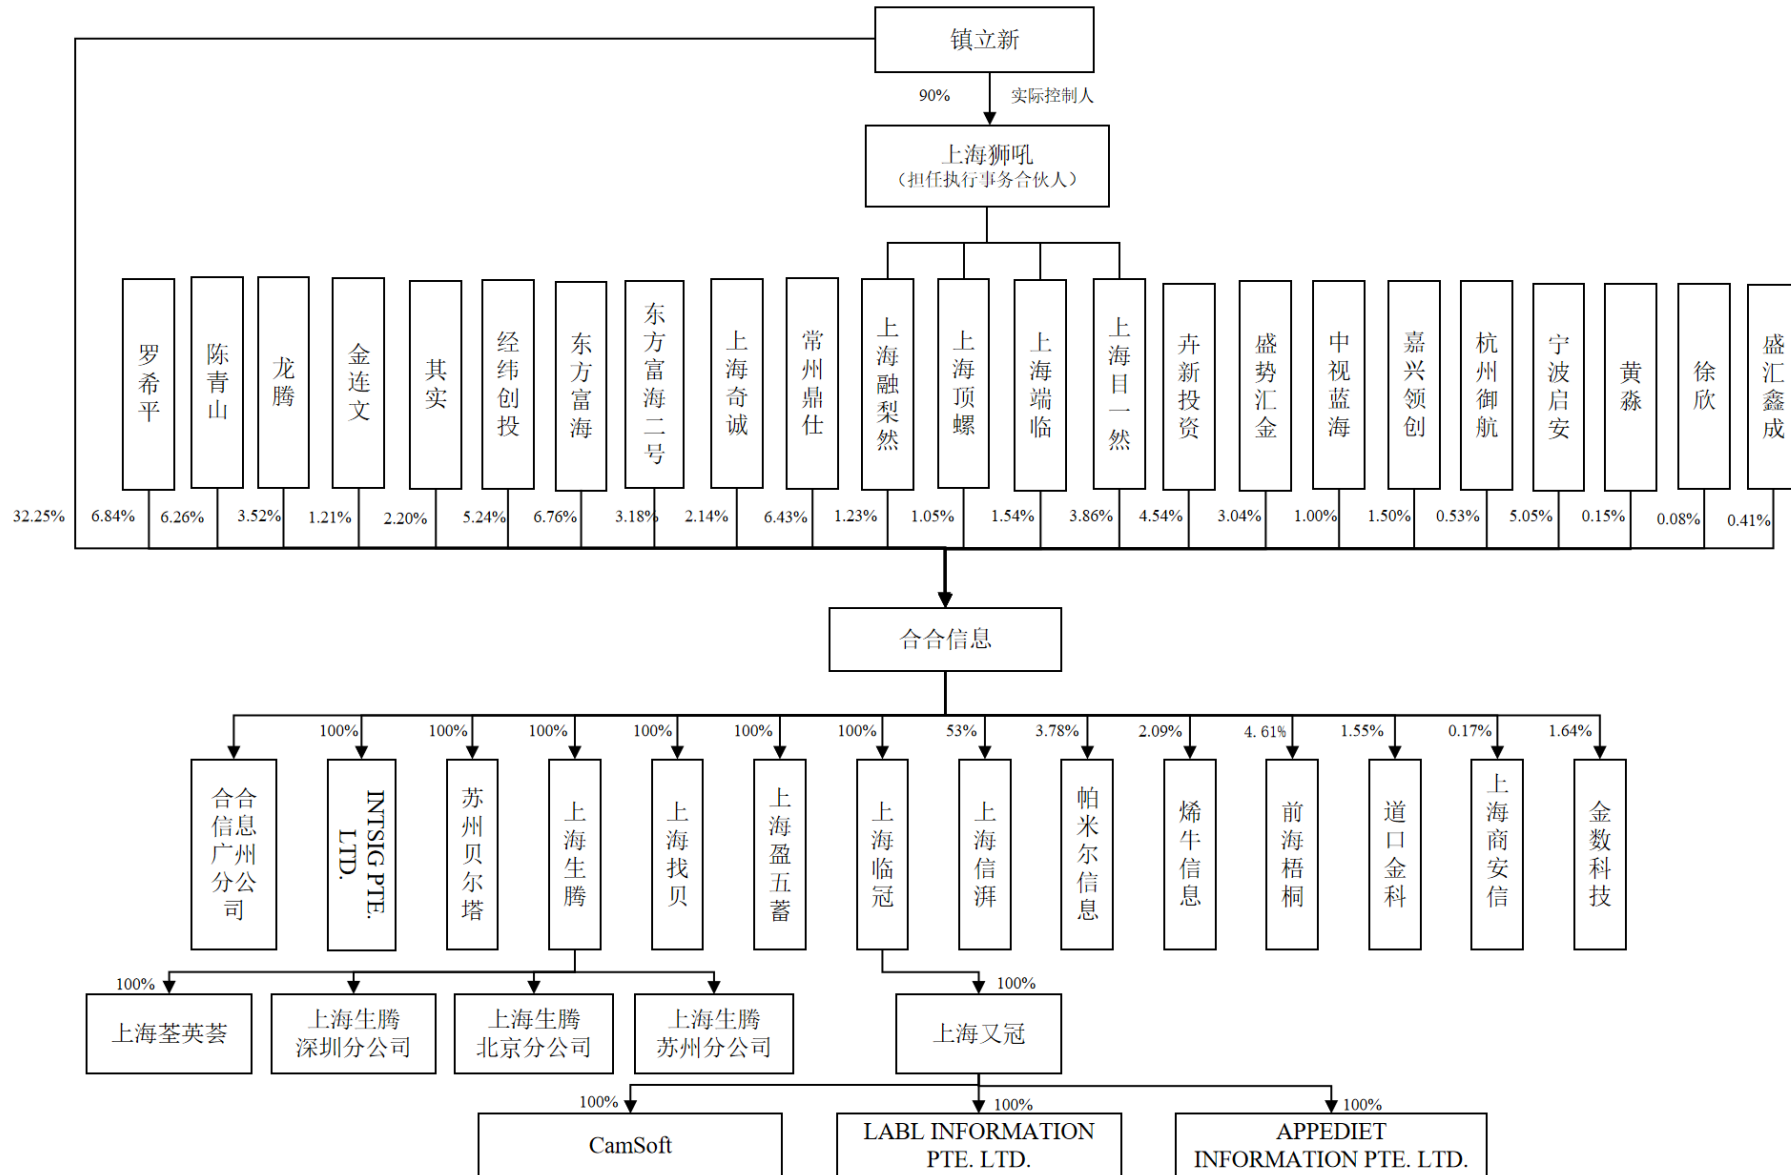 镇立新
90%
实际控制人
上海狮吼
（担任执行事务合伙人）
罗希平
陈青山
龙腾
金连文
其实
经纬创投
东方富海
东方富海二号
上海奇诚
常州鼎仕
上海融梨然
上海顶螺
上海端临
上海目一然
卉新投资
盛势汇金
中视蓝海
嘉兴领创
杭州御航
宁波启安
黄淼
徐欣
盛汇鑫成
32.25%
6.84%
6.26%
3.52%
1.21%
2.20%
5.24%
6.76%
3.18%
2.14%
6.43%
1.23%
1.05%
1.54%
3.86%
4.54%
3.04%
1.00%
1.50%
0.53%
5.05%
0.15%
0.08%
0.41%
合合信息
100%
100%
100%
100%
100%
100%
53%
3.78%
2.09%
4.61%
1.55%
0.17%
1.64%
合合信息广州分公司
INTSIG PTE.
LTD.
苏州贝尔塔
上海生腾
上海找贝
上海盈五蓄
上海临冠
上海信湃
帕米尔信息
烯牛信息
前海梧桐
道口金科
上海商安信
金数科技
100%
100%
上海荃英荟
上海生腾
深圳分公司
上海生腾
北京分公司
上海生腾
苏州分公司
上海又冠
100%
100%
100%
CamSoft
LABL INFORMATION
PTE. LTD.
APPEDIET
INFORMATION PTE. LTD.